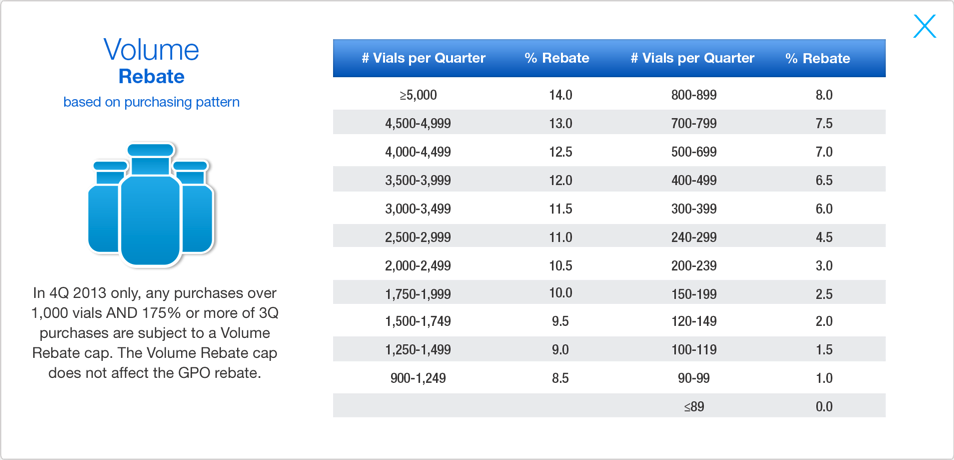 Volume
Rebate
based on purchasing pattern
In 4Q 2013 only, any purchases over
1,000 vials AND 175% or more of 3Q
purchases are subject to a Volume
Rebate cap. The Volume Rebate cap
does not affect the GPO rebate.
# Vials per Quarter % Rebate # Vials per Quarter % Rebate
≥5,000 14.0 800-899 8.0
4,500-4,999 13.0 700-799 7.5
4,000-4,499 12.5 500-699 7.0
3,500-3,999 12.0 400-499 6.5
3,000-3,499 11.5 300-399 6.0
2,500-2,999 11.0 240-299 4.5
2,000-2,499 10.5 200-239 3.0
1,750-1,999 10.0 150-199 2.5
1,500-1,749 9.5 120-149 2.0
1,250-1,499 9.0 100-119 1.5
900-1,249 8.5 90-99 1.0
≤89 0.0